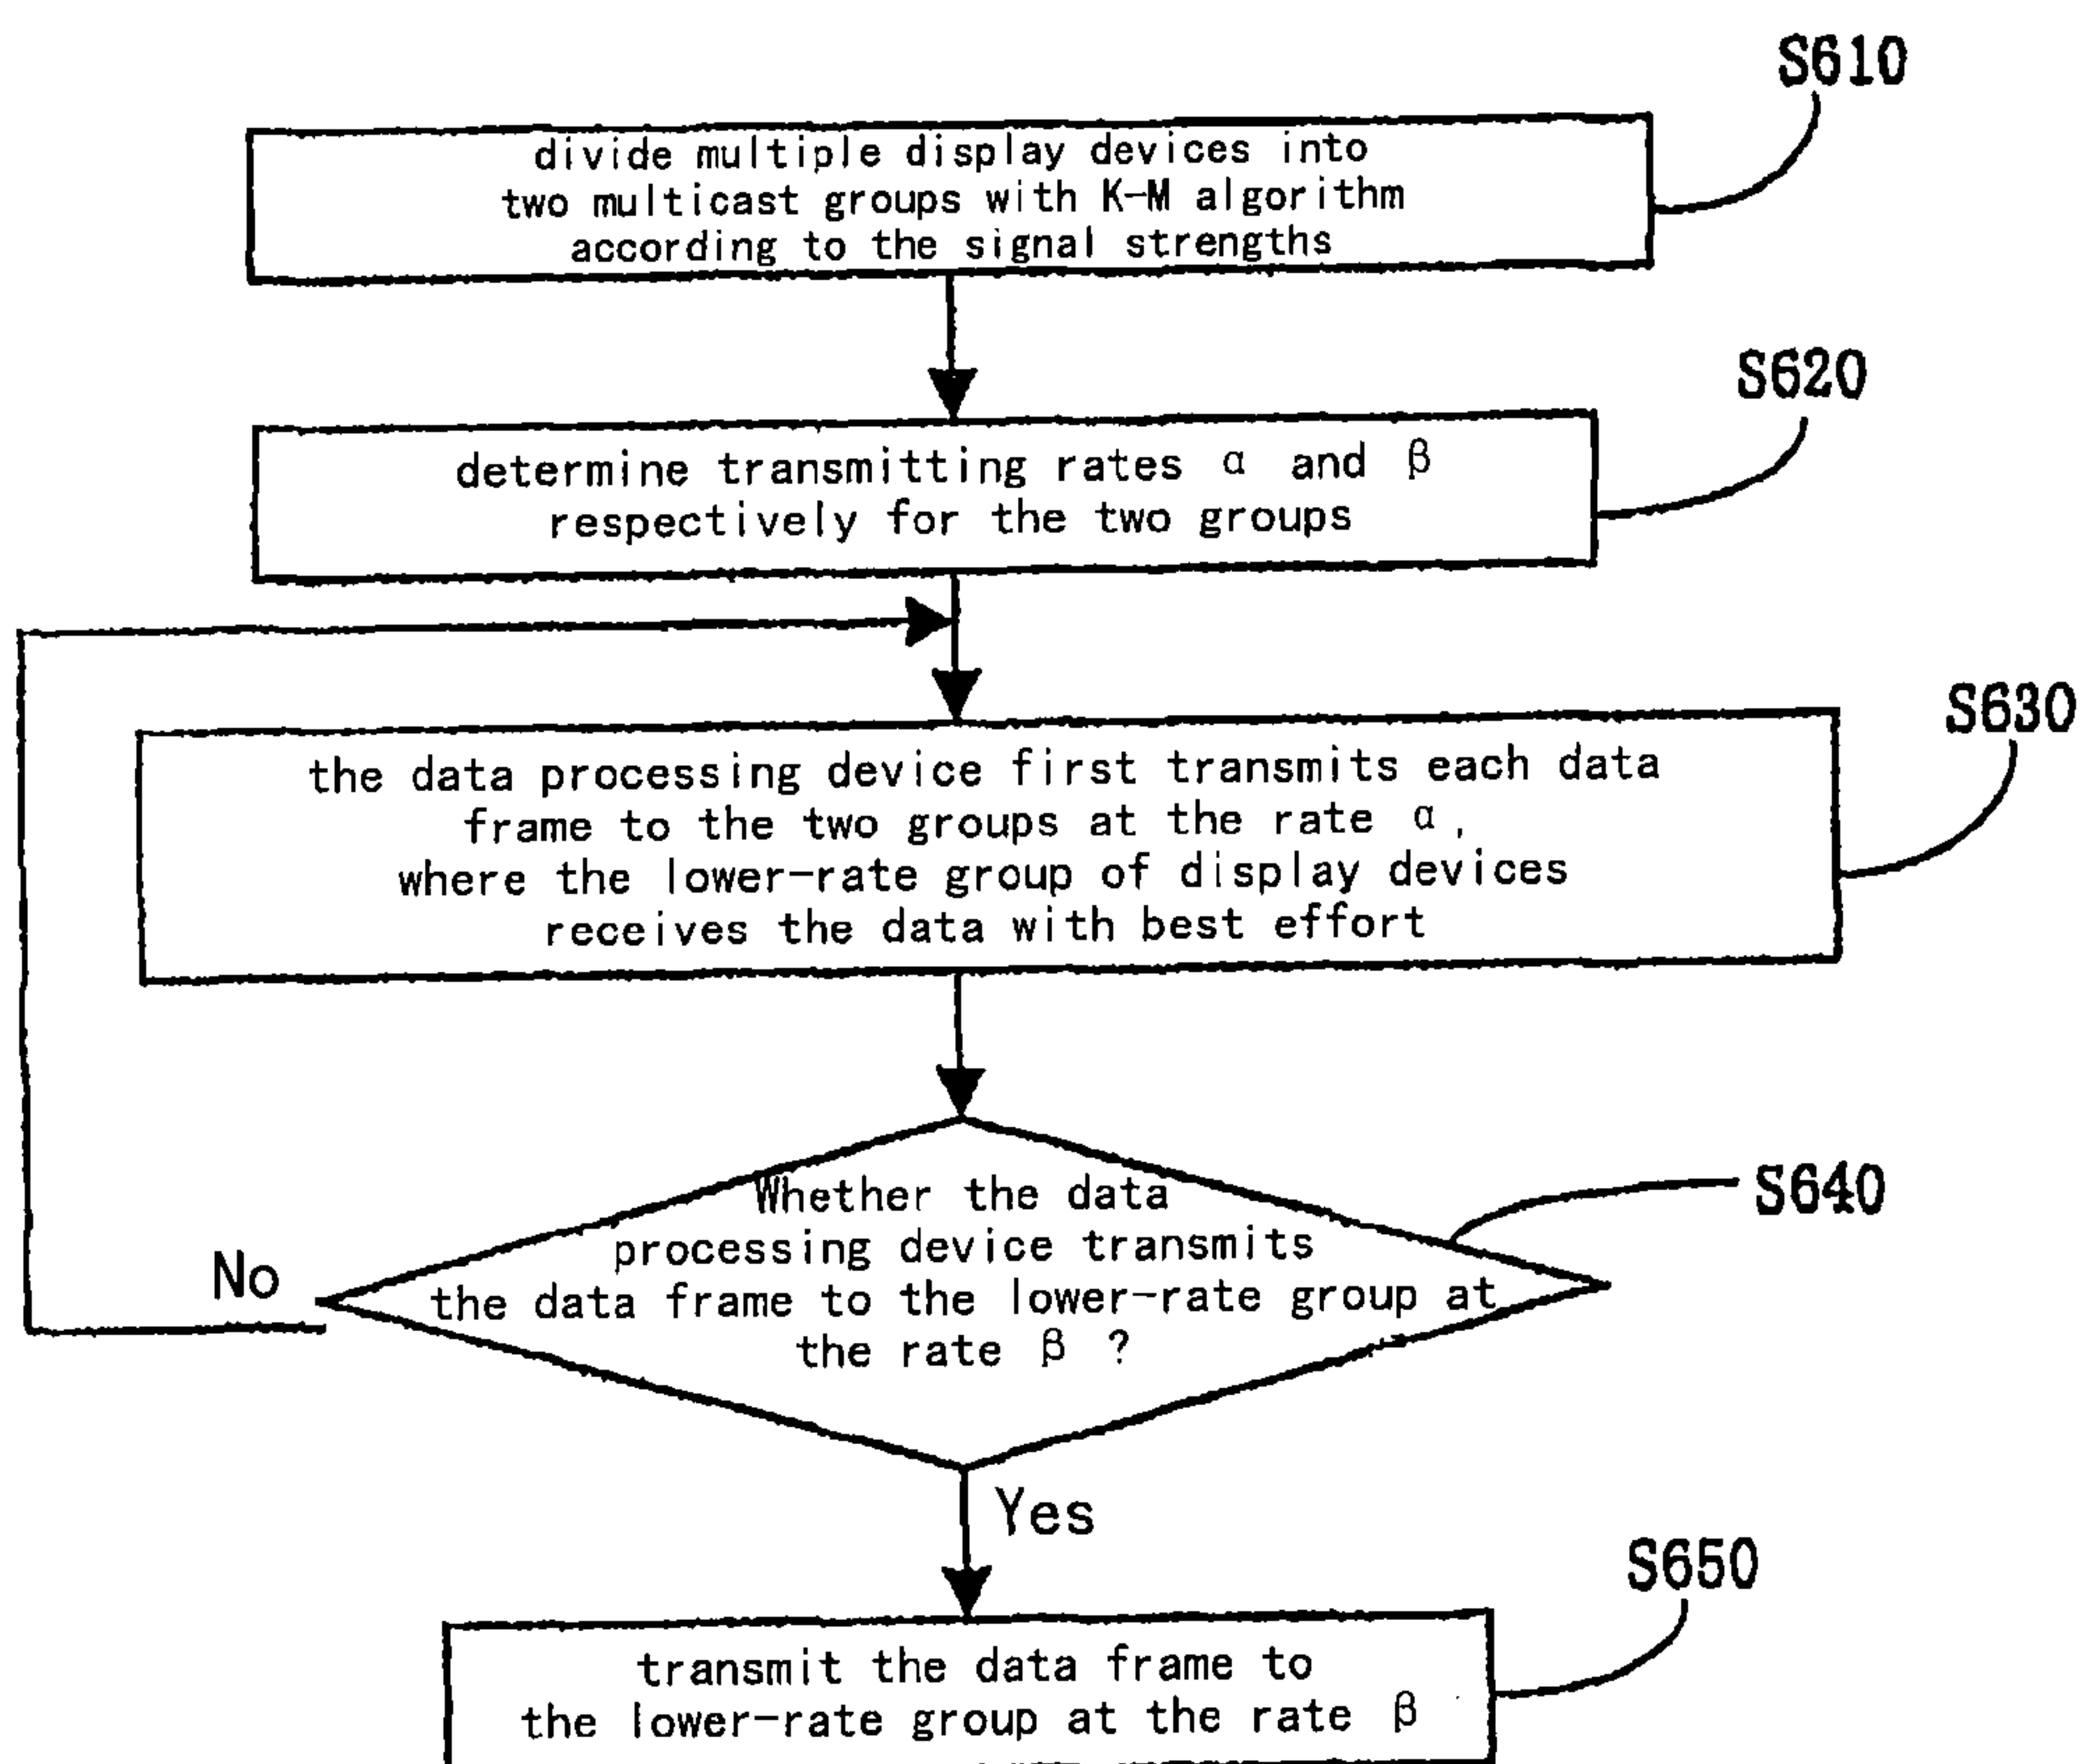 S610
divide multiple display devices into
two multicast groups with K-M algorithm
according to the signal strengths
S620
determine transmitting rates α and β
respectively for the two groups
S630
the data processing device first transmits each data
frame to the two groups at the rate α,
where the lower-rate group of display devices
receives the data with best effort
S640
Whether the data
processing device transmits
the data frame to the lower-rate group at
the rate β ?
No
Yes
S650
transmit the data frame to
the lower-rate group at the rate β